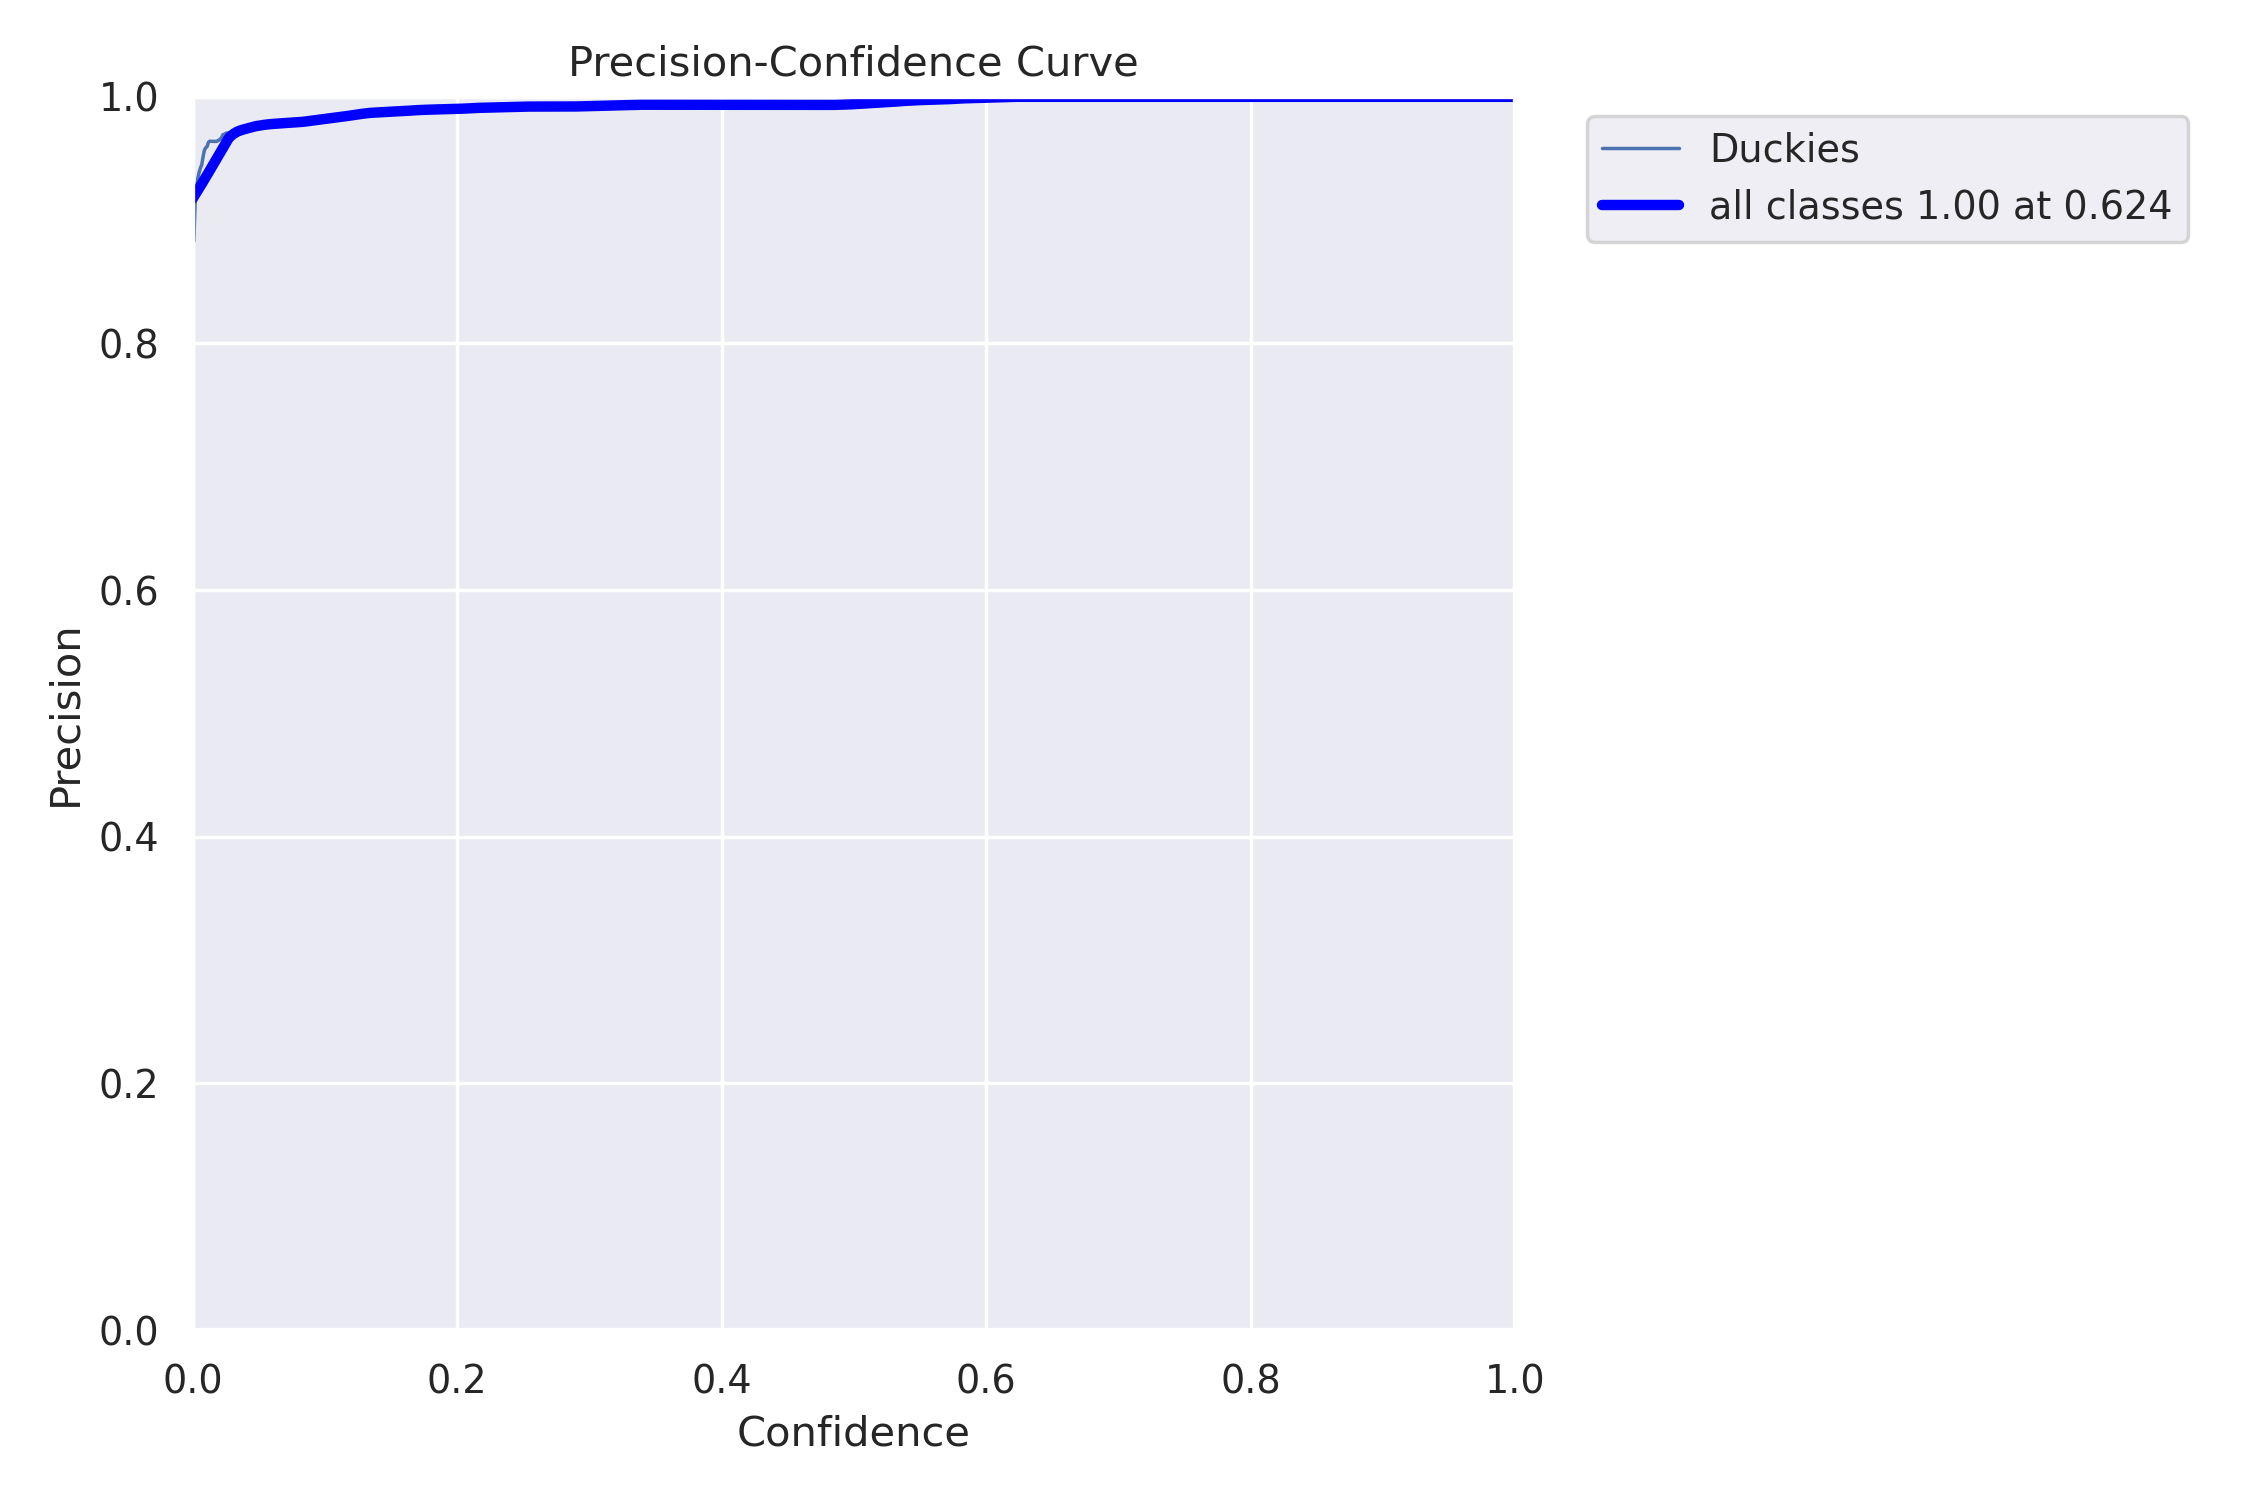 Precision-Confidence Curve
1.0
0.8
0.6
0.4
0.2
0.0
Precision
0.0 0.2 0.4 0.6 0.8 1.0
Confidence
Duckies
all classes 1.00 at 0.624